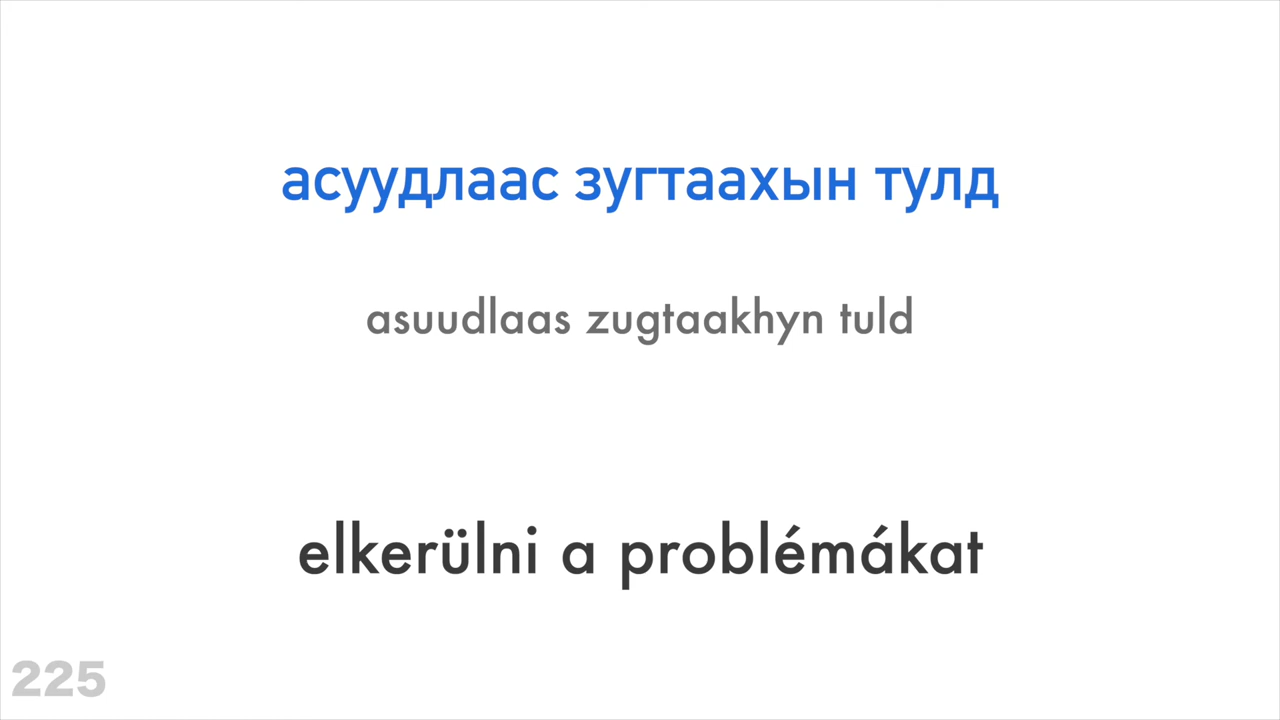 асуудлаас зугтаахын тулд
asuudlaas zugtaakhyn tuld
elkerülni a problémákat
225